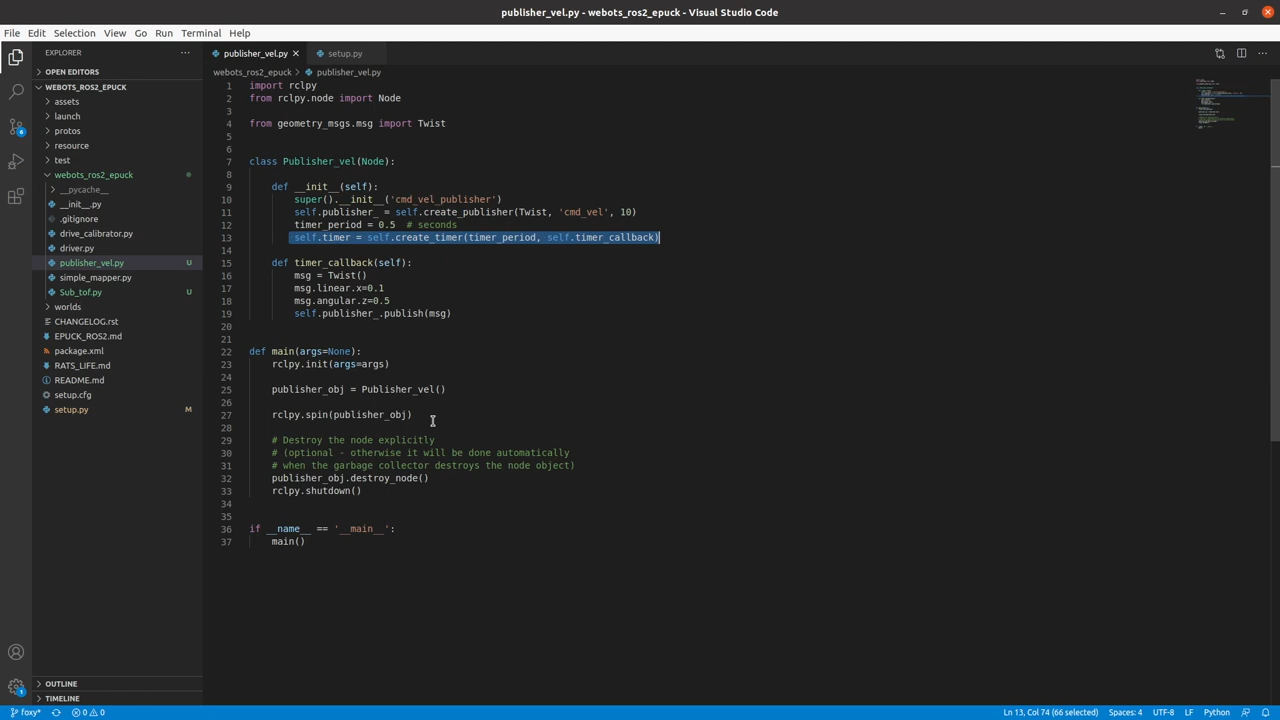 publisher_vel.py - webots_ros2_epuck - Visual Studio Code
File Edit Selection View Go Run Terminal Help
EXPLORER
OPEN EDITORS
WEBOTS_ROS2_EPUCK
assets
launch
protos
resource
test
webots_ros2_epuck
__pycache__
__init__.py
.gitignore
drive_calibrator.py
driver.py
publisher_vel.py U
simple_mapper.py
Sub_tof.py U
worlds
CHANGELOG.rst
EPUCK_ROS2.md
package.xml
RATS_LIFE.md
README.md
setup.cfg
setup.py M
OUTLINE
TIMELINE
6
1
publisher_vel.py setup.py
webots_ros2_epuck publisher_vel.py
1 import rclpy
2 from rclpy.node import Node
3
4 from geometry_msgs.msg import Twist
5
6
7 class Publisher_vel(Node):
8
9 def __init__(self):
10 super().__init__('cmd_vel_publisher')
11 self.publisher_ = self.create_publisher(Twist, 'cmd_vel', 10)
12 timer_period = 0.5 # seconds
13 self.timer = self.create_timer(timer_period, self.timer_callback)
14
15 def timer_callback(self):
16 msg = Twist()
17 msg.linear.x=0.1
18 msg.angular.z=0.5
19 self.publisher_.publish(msg)
20
21
22 def main(args=None):
23 rclpy.init(args=args)
24
25 publisher_obj = Publisher_vel()
26
27 rclpy.spin(publisher_obj)
28
29 # Destroy the node explicitly
30 # (optional - otherwise it will be done automatically
31 # when the garbage collector destroys the node object)
32 publisher_obj.destroy_node()
33 rclpy.shutdown()
34
35
36 if __name__ == '__main__':
37 main()
foxy* 0 0 Ln 13, Col 74 (66 selected) Spaces: 4 UTF-8 LF Python